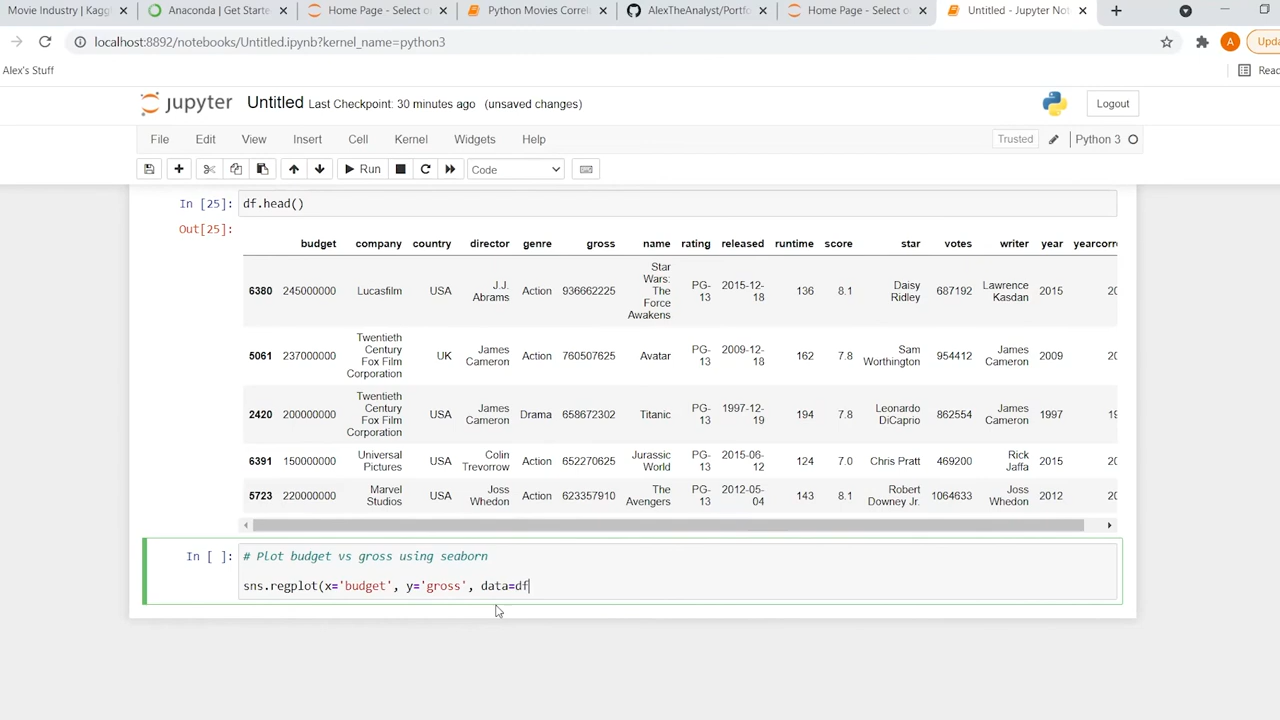 Movie Industry | Kagg
Anaconda | Get Starte
Home Page - Select o
Python Movies Correl
AlexTheAnalyst/Portfo
Home Page - Select o
Untitled - Jupyter Not
localhost:8892/notebooks/Untitled.ipynb?kernel_name=python3
A
Upda
Alex's Stuff
Reac
jupyter Untitled Last Checkpoint: 30 minutes ago (unsaved changes)
Logout
File Edit View Insert Cell Kernel Widgets Help
Trusted Python 3
Run Code
In [25]: df.head()
Out[25]:
budget company country director genre gross name rating released runtime score star votes writer year yearcorre
6380 245000000 Lucasfilm USA J.J. Abrams Action 936662225 Star Wars: The Force Awakens PG-13 2015-12-18 136 8.1 Daisy Ridley 687192 Lawrence Kasdan 2015 20
5061 237000000 Twentieth Century Fox Film Corporation UK James Cameron Action 760507625 Avatar PG-13 2009-12-18 162 7.8 Sam Worthington 954412 James Cameron 2009 20
2420 200000000 Twentieth Century Fox Film Corporation USA James Cameron Drama 658672302 Titanic PG-13 1997-12-19 194 7.8 Leonardo DiCaprio 862554 James Cameron 1997 19
6391 150000000 Universal Pictures USA Colin Trevorrow Action 652270625 Jurassic World PG-13 2015-06-12 124 7.0 Chris Pratt 469200 Rick Jaffa 2015 20
5723 220000000 Marvel Studios USA Joss Whedon Action 623357910 The Avengers PG-13 2012-05-04 143 8.1 Robert Downey Jr. 1064633 Joss Whedon 2012 20
In [ ]: # Plot budget vs gross using seaborn
sns.regplot(x='budget', y='gross', data=df